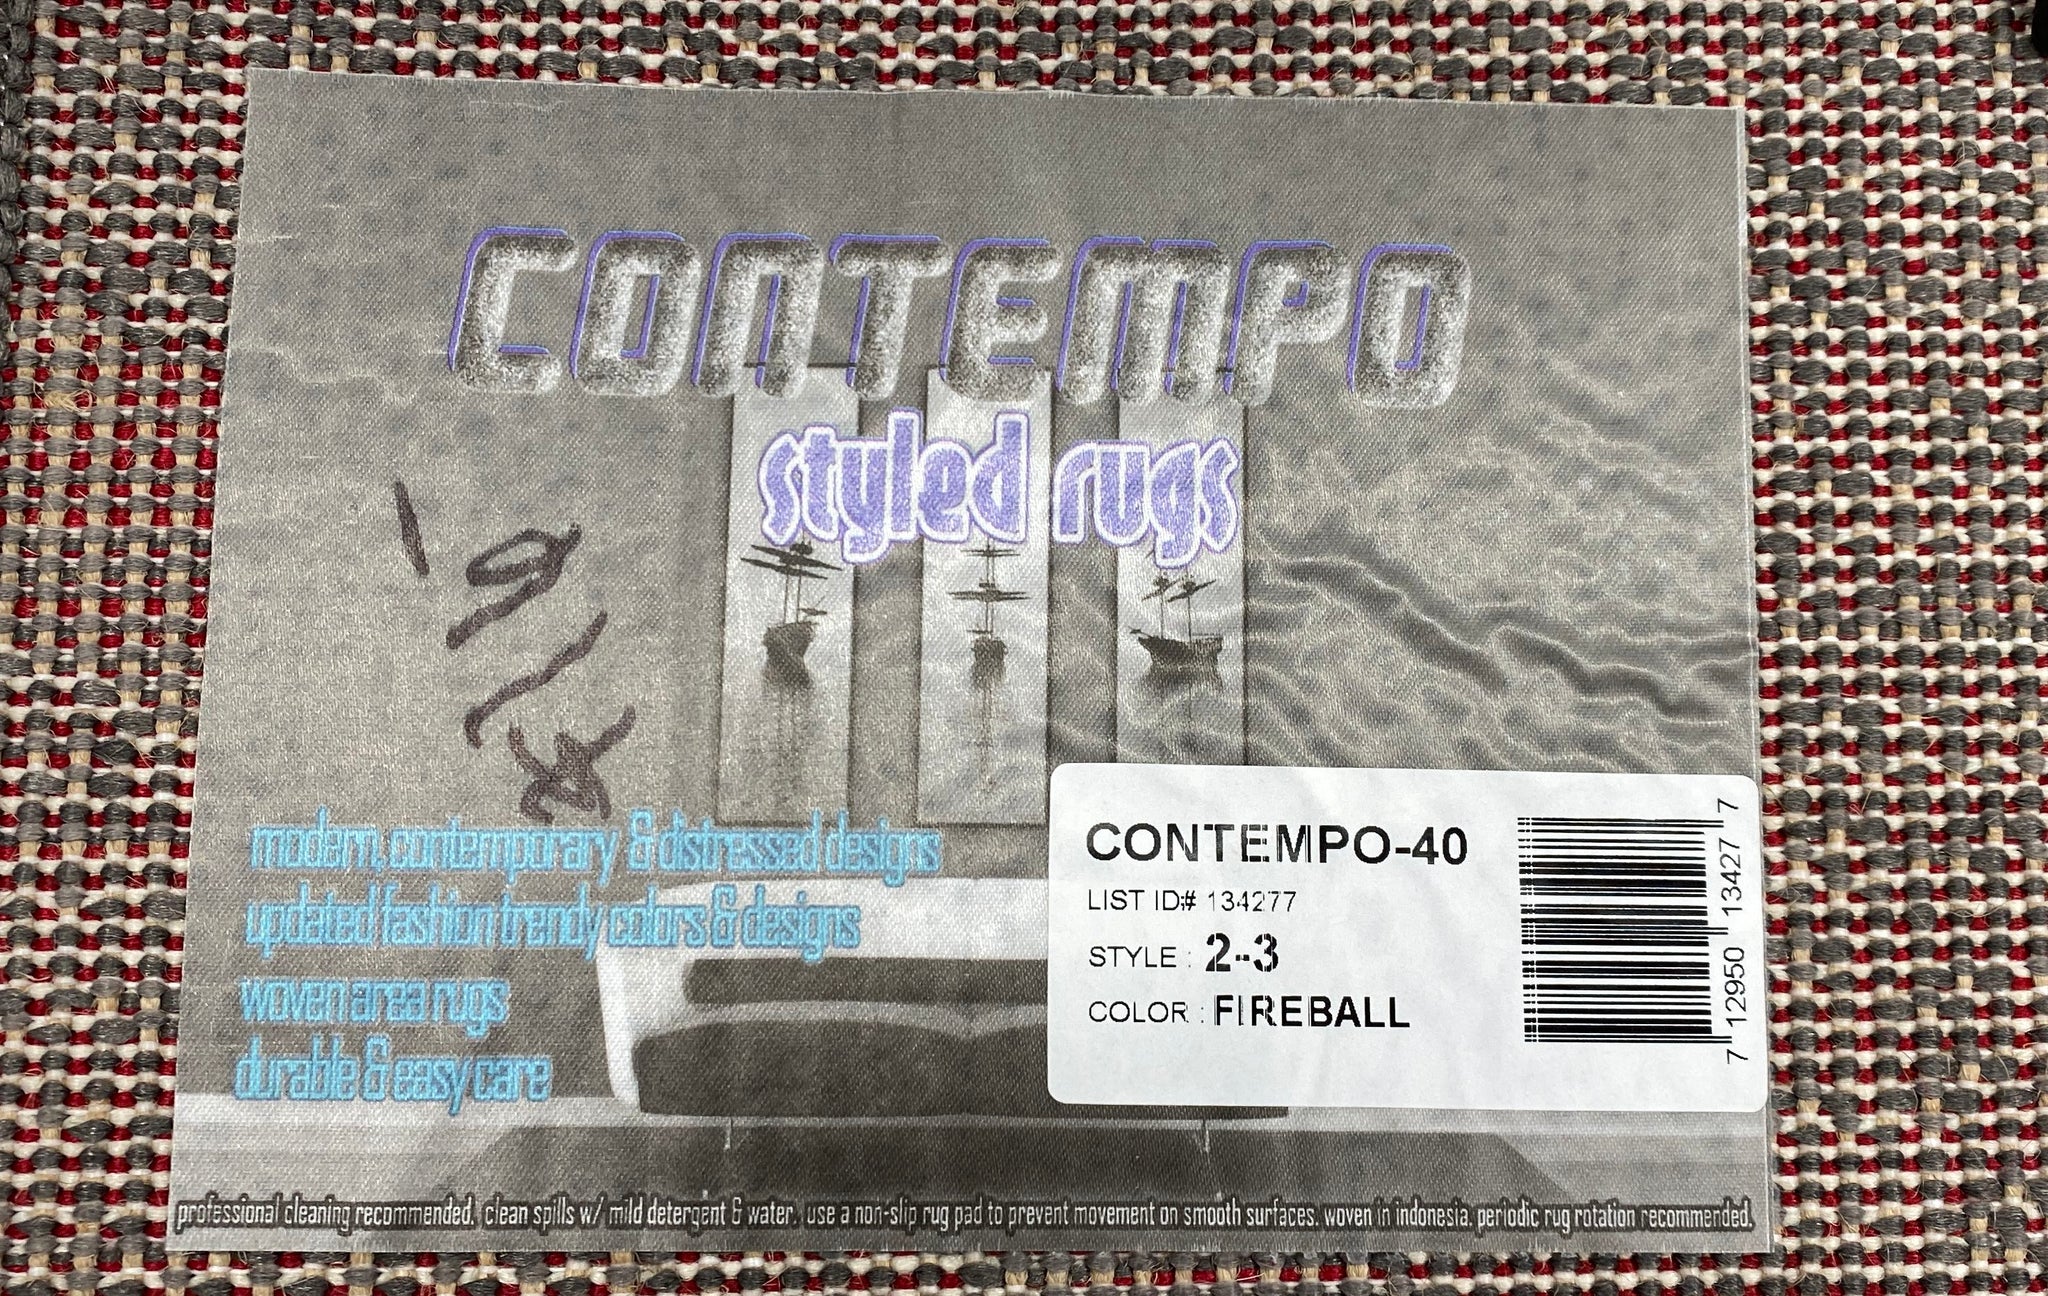 CONTEMPO
styled rugs
modern, contemporary & distressed designs
updated fashion trendy colors & designs
woven area rugs
durable & easy care
CONTEMPO-40
LIST ID# 134277
STYLE : 2-3
COLOR : FIREBALL
7 12950 13427 7
professional cleaning recommended. clean spills w/ mild detergent & water. use a non-slip rug pad to prevent movement on smooth surfaces. woven in indonesia. periodic rug rotation recommended.